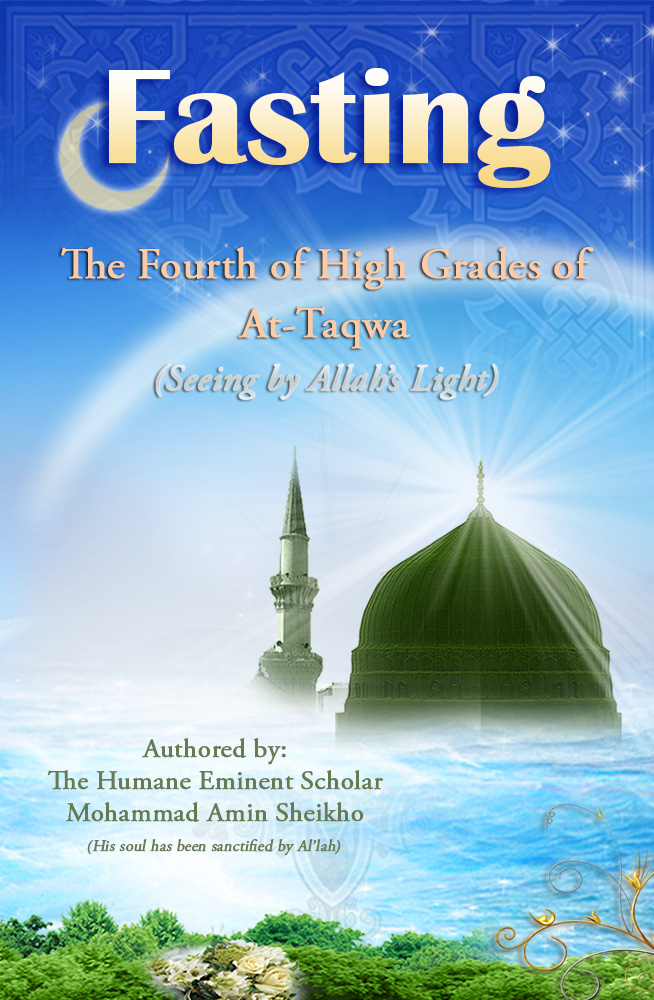 Fasting
The Fourth of High Grades of
At-Taqwa
(Seeing by Allah's Light)
Authored by:
The Humane Eminent Scholar
Mohammad Amin Sheikho
(His soul has been sanctified by Al'lah)